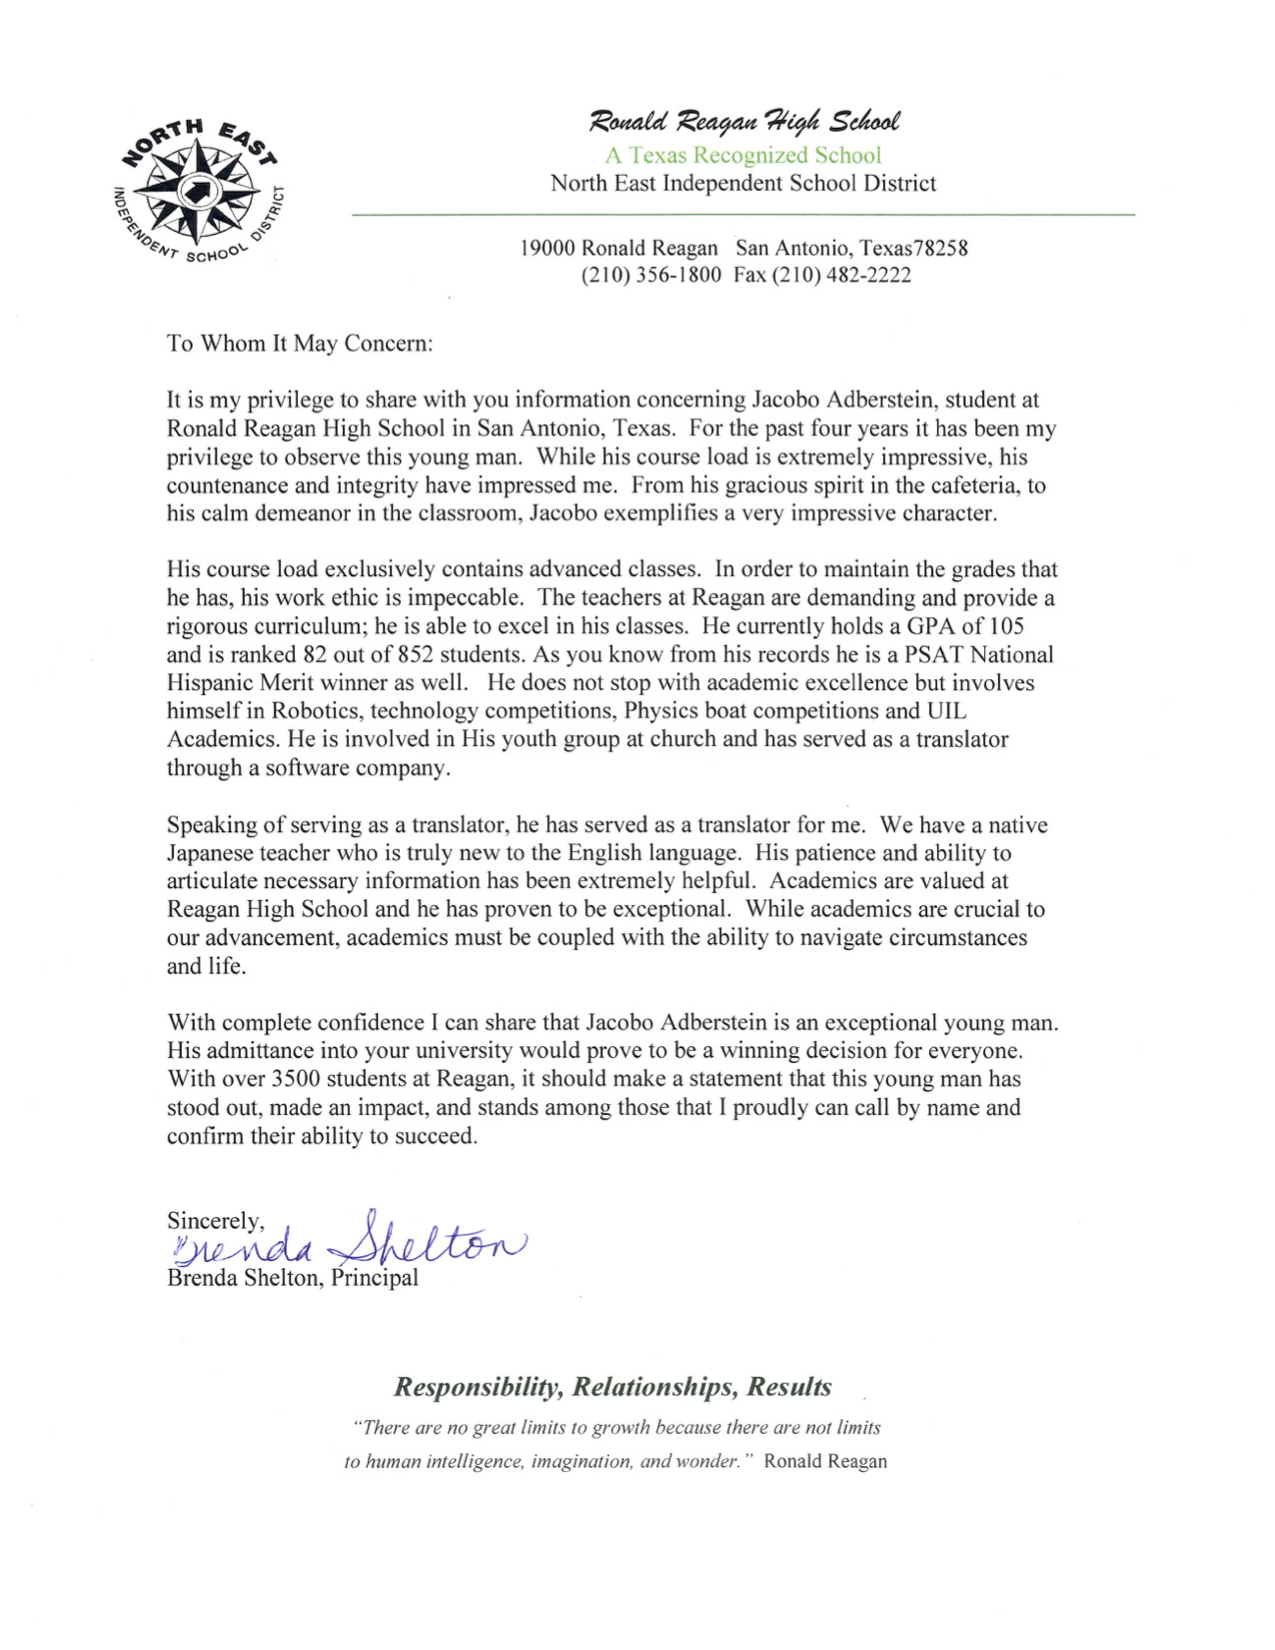 NORTH EAST
INDEPENDENT SCHOOL DISTRICT
Ronald Reagan High School
A Texas Recognized School
North East Independent School District
19000 Ronald Reagan San Antonio, Texas78258
(210) 356-1800 Fax (210) 482-2222
To Whom It May Concern:
It is my privilege to share with you information concerning Jacobo Adberstein, student at
Ronald Reagan High School in San Antonio, Texas. For the past four years it has been my
privilege to observe this young man. While his course load is extremely impressive, his
countenance and integrity have impressed me. From his gracious spirit in the cafeteria, to
his calm demeanor in the classroom, Jacobo exemplifies a very impressive character.
His course load exclusively contains advanced classes. In order to maintain the grades that
he has, his work ethic is impeccable. The teachers at Reagan are demanding and provide a
rigorous curriculum; he is able to excel in his classes. He currently holds a GPA of 105
and is ranked 82 out of 852 students. As you know from his records he is a PSAT National
Hispanic Merit winner as well. He does not stop with academic excellence but involves
himself in Robotics, technology competitions, Physics boat competitions and UIL
Academics. He is involved in His youth group at church and has served as a translator
through a software company.
Speaking of serving as a translator, he has served as a translator for me. We have a native
Japanese teacher who is truly new to the English language. His patience and ability to
articulate necessary information has been extremely helpful. Academics are valued at
Reagan High School and he has proven to be exceptional. While academics are crucial to
our advancement, academics must be coupled with the ability to navigate circumstances
and life.
With complete confidence I can share that Jacobo Adberstein is an exceptional young man.
His admittance into your university would prove to be a winning decision for everyone.
With over 3500 students at Reagan, it should make a statement that this young man has
stood out, made an impact, and stands among those that I proudly can call by name and
confirm their ability to succeed.
Sincerely,
Brenda Shelton
Brenda Shelton, Principal
Responsibility, Relationships, Results
“There are no great limits to growth because there are not limits
to human intelligence, imagination, and wonder.” Ronald Reagan